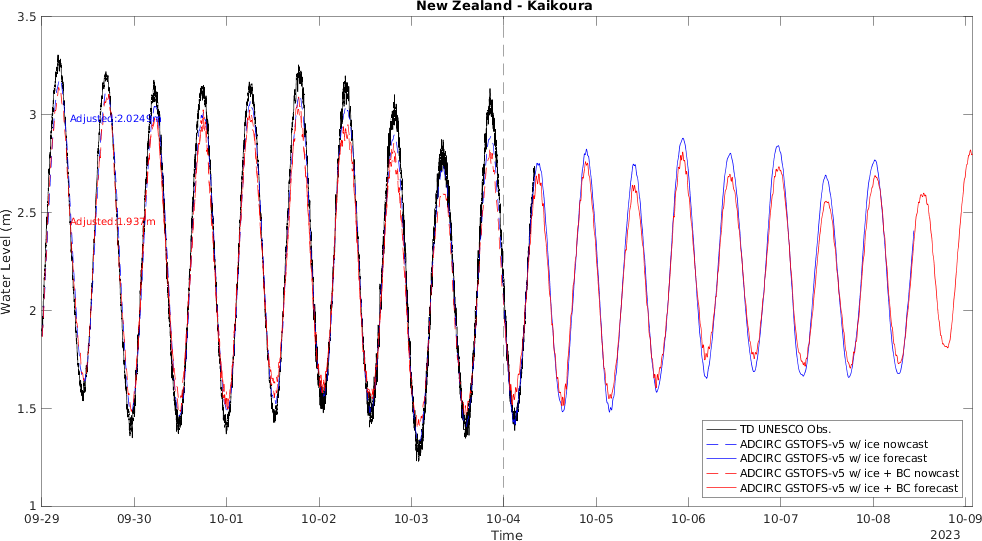 New Zealand - Kaikoura
3.5
3
2.5
2
1.5
1
Water Level (m)
Adjusted:2.0249m
Adjusted:1.937m
TD UNESCO Obs.
ADCIRC GSTOFS-v5 w/ ice nowcast
ADCIRC GSTOFS-v5 w/ ice forecast
ADCIRC GSTOFS-v5 w/ ice + BC nowcast
ADCIRC GSTOFS-v5 w/ ice + BC forecast
09-29 09-30 10-01 10-02 10-03 10-04 10-05 10-06 10-07 10-08 10-09
Time
2023